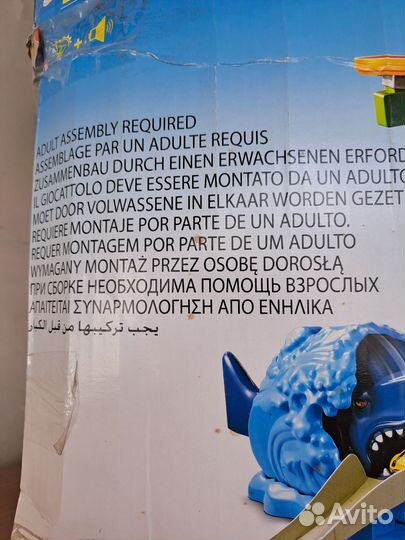 ADULT ASSEMBLY REQUIRED
ASSEMBLAGE PAR UN ADULTE REQUIS
ZUSAMMENBAU DURCH EINEN ERWACHSENEN ERFORD
IL GIOCATTOLO DEVE ESSERE MONTATO DA UN ADULTO
MOET DOOR VOLWASSENE IN ELKAAR WORDEN GEZET
REQUIERE MONTAJE POR PARTE DE UN ADULTO.
REQUER MONTAGEM POR PARTE DE UM ADULTO
WYMAGANY MONTAŻ PRZEZ OSOBĘ DOROSŁĄ
ПРИ СБОРКЕ НЕОБХОДИМА ПОМОЩЬ ВЗРОСЛЫХ
ΑΠΑΙΤΕΙΤΑΙ ΣΥΝΑΡΜΟΛΟΓΗΣΗ ΑΠΟ ΕΝΗΛΙΚΑ
يجب تركيبها من قبل الكبار
Avito